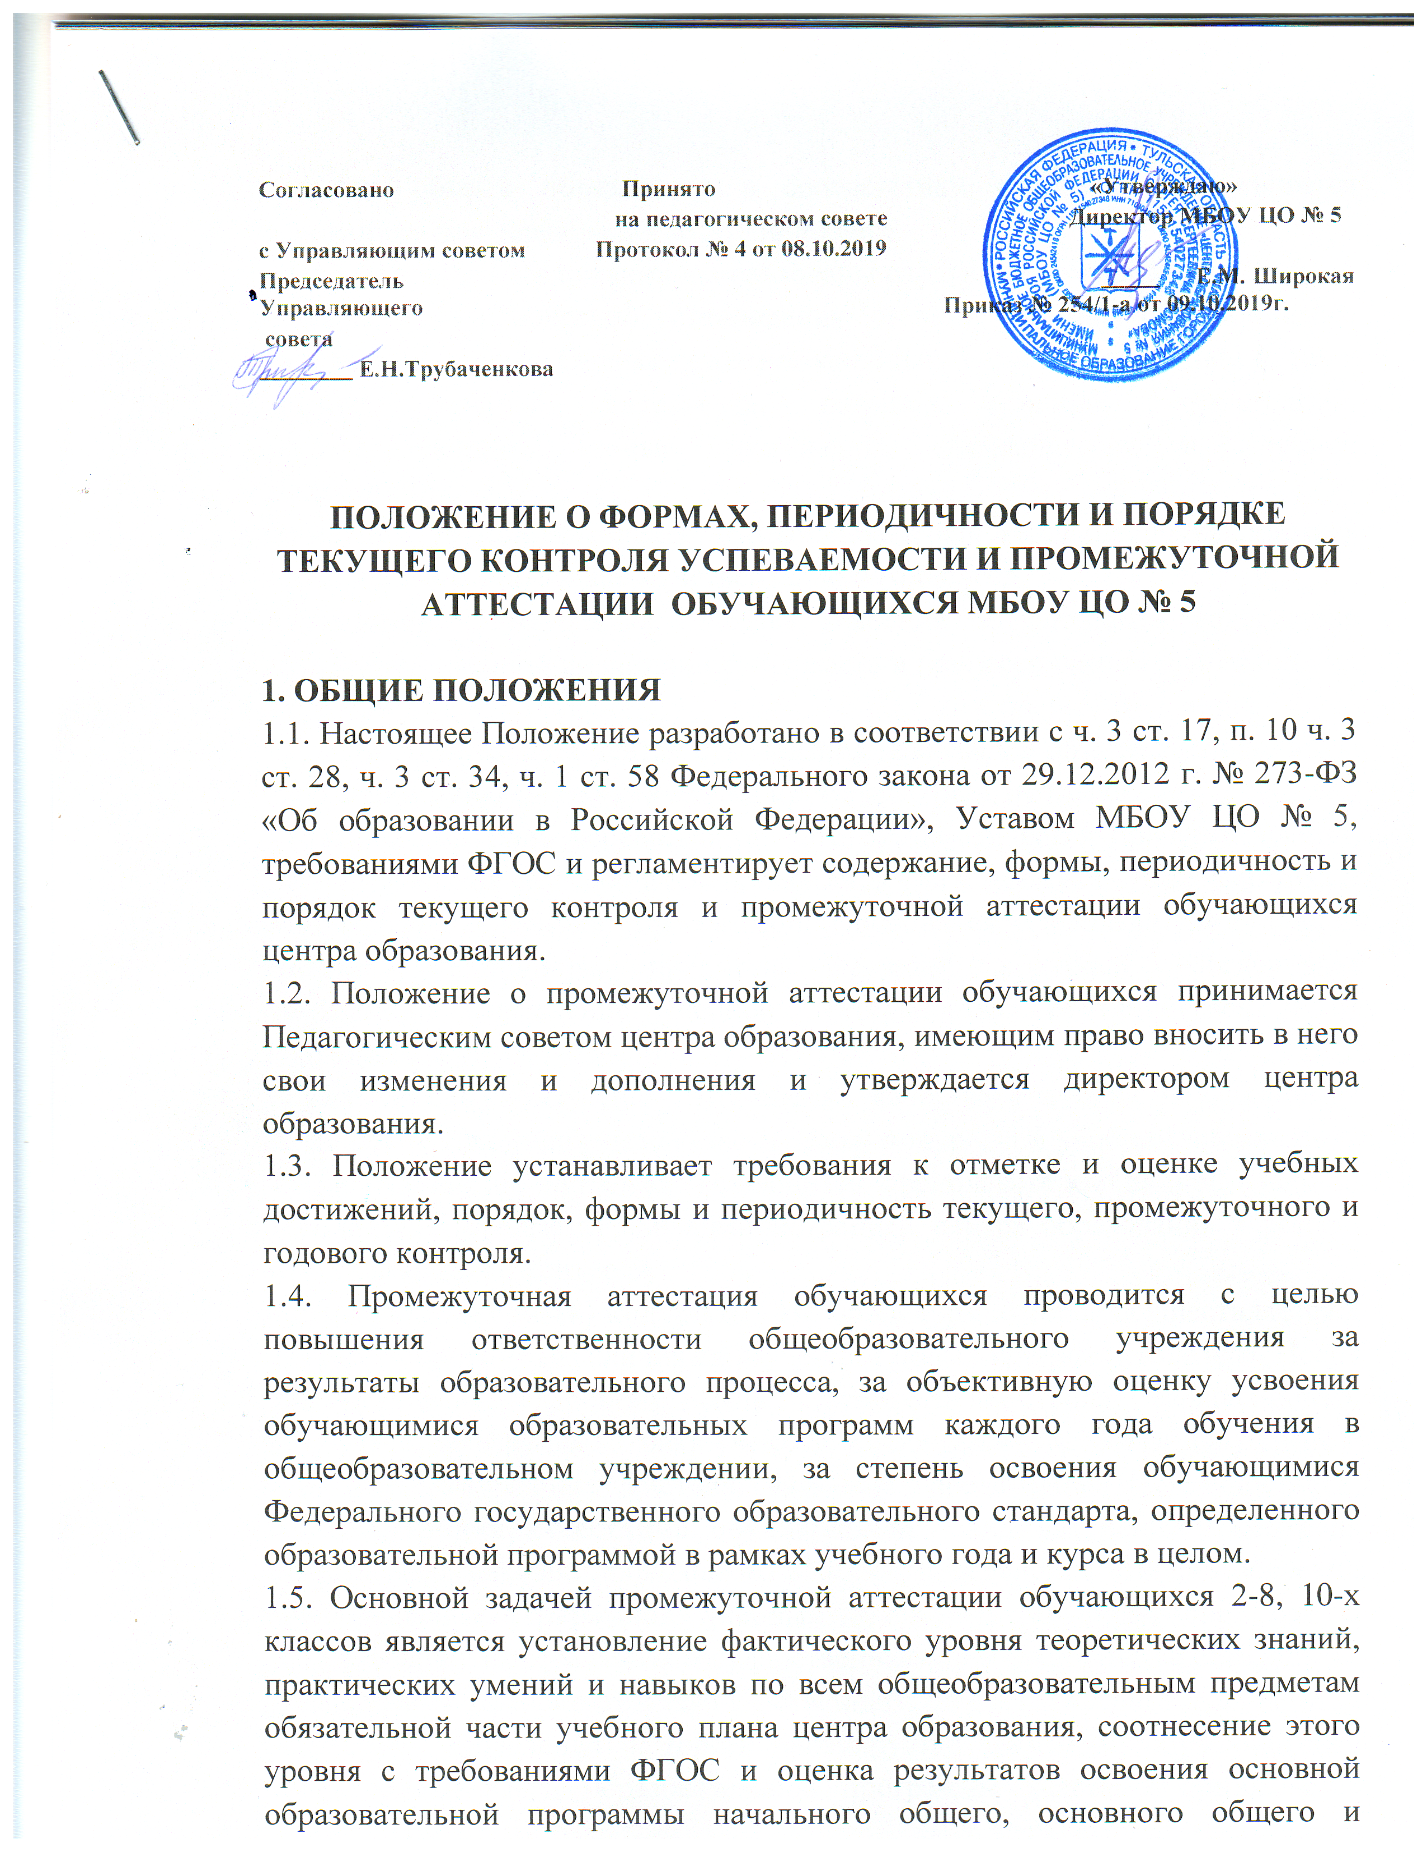 Согласовано
с Управляющим советом
Председатель
Управляющего
совета
Е.Н.Трубаченкова
Принято
на педагогическом совете
Протокол № 4 от 08.10.2019
«Утверждаю»
Директор МБОУ ЦО № 5
Е.М. Широкая
Приказ № 254/1-а от 09.10.2019г.
РОССИЙСКАЯ ФЕДЕРАЦИЯ • ТУЛЬСКАЯ ОБЛАСТЬ
ПОЛОЖЕНИЕ О ФОРМАХ, ПЕРИОДИЧНОСТИ И ПОРЯДКЕ
ТЕКУЩЕГО КОНТРОЛЯ УСПЕВАЕМОСТИ И ПРОМЕЖУТОЧНОЙ
АТТЕСТАЦИИ ОБУЧАЮЩИХСЯ МБОУ ЦО № 5
1. ОБЩИЕ ПОЛОЖЕНИЯ
1.1. Настоящее Положение разработано в соответствии с ч. 3 ст. 17, п. 10 ч. 3
ст. 28, ч. 3 ст. 34, ч. 1 ст. 58 Федерального закона от 29.12.2012 г. № 273-ФЗ
«Об образовании в Российской Федерации», Уставом МБОУ ЦО № 5,
требованиями ФГОС и регламентирует содержание, формы, периодичность и
порядок текущего контроля и промежуточной аттестации обучающихся
центра образования.
1.2. Положение о промежуточной аттестации обучающихся принимается
Педагогическим советом центра образования, имеющим право вносить в него
свои изменения и дополнения и утверждается директором центра
образования.
1.3. Положение устанавливает требования к отметке и оценке учебных
достижений, порядок, формы и периодичность текущего, промежуточного и
годового контроля.
1.4. Промежуточная аттестация обучающихся проводится с целью
повышения ответственности общеобразовательного учреждения за
результаты образовательного процесса, за объективную оценку усвоения
обучающимися образовательных программ каждого года обучения в
общеобразовательном учреждении, за степень освоения обучающимися
Федерального государственного образовательного стандарта, определенного
образовательной программой в рамках учебного года и курса в целом.
1.5. Основной задачей промежуточной аттестации обучающихся 2-8, 10-х
классов является установление фактического уровня теоретических знаний,
практических умений и навыков по всем общеобразовательным предметам
обязательной части учебного плана центра образования, соотнесение этого
уровня с требованиями ФГОС и оценка результатов освоения основной
образовательной программы начального общего, основного общего и